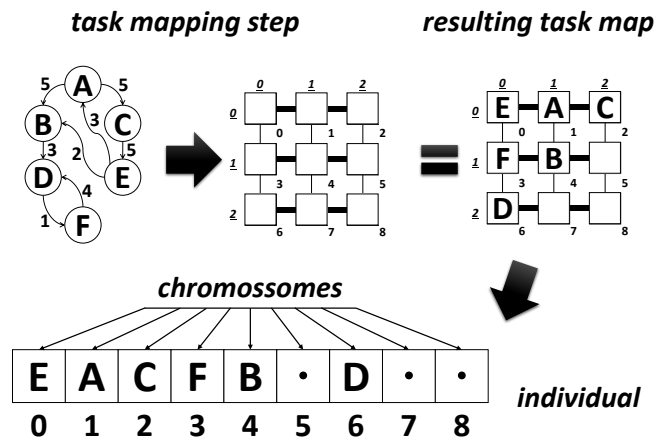 task mapping step
resulting task map
A
5 5
B C
3
2
3 5
D E
4
1
F
0 1 2
0
0 1 2
1
3 4 5
2
6 7 8
0 1 2
0 E A C
0 1 2
1 F B
3 4 5
2 D
6 7 8
chromossomes
E A C F B · D · ·
0 1 2 3 4 5 6 7 8
individual